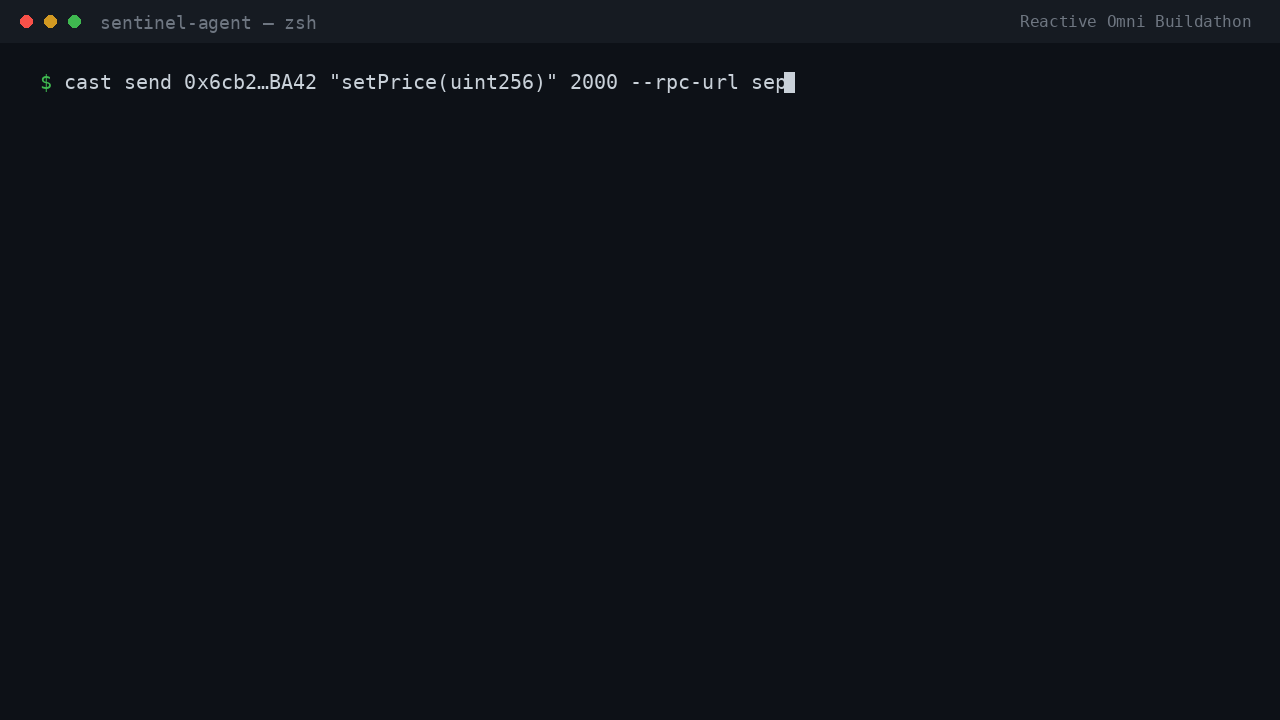 sentinel-agent — zsh
Reactive Omni Buildathon
$ cast send 0x6cb2…BA42 "setPrice(uint256)" 2000 --rpc-url sep